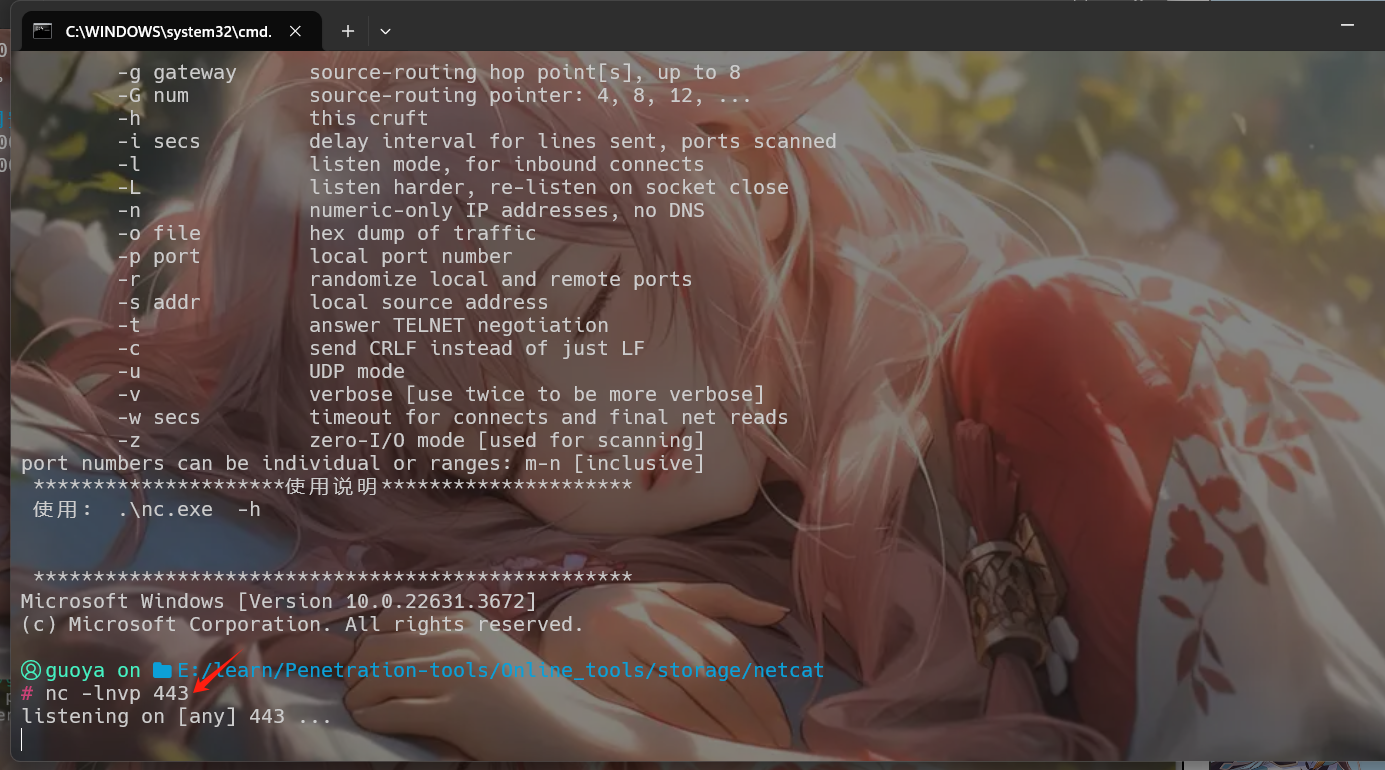 C:\WINDOWS\system32\cmd.
-g gateway source-routing hop point[s], up to 8
-G num source-routing pointer: 4, 8, 12, ...
-h this cruft
-i secs delay interval for lines sent, ports scanned
-l listen mode, for inbound connects
-L listen harder, re-listen on socket close
-n numeric-only IP addresses, no DNS
-o file hex dump of traffic
-p port local port number
-r randomize local and remote ports
-s addr local source address
-t answer TELNET negotiation
-c send CRLF instead of just LF
-u UDP mode
-v verbose [use twice to be more verbose]
-w secs timeout for connects and final net reads
-z zero-I/O mode [used for scanning]
port numbers can be individual or ranges: m-n [inclusive]
*********************使用说明*********************
使用: .\nc.exe -h
**************************************************
Microsoft Windows [Version 10.0.22631.3672]
(c) Microsoft Corporation. All rights reserved.
guoya on E:/learn/Penetration-tools/Online_tools/storage/netcat
# nc -lnvp 443
listening on [any] 443 ...